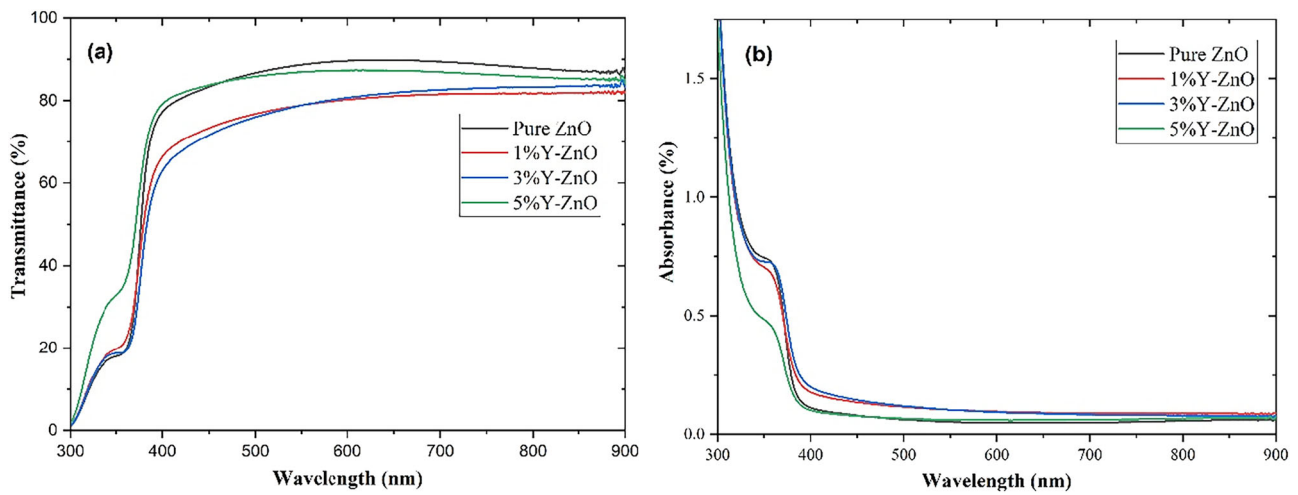 (a)
Transmittance (%)
100
80
60
40
20
0
300
400
500
600
700
800
900
Wavelength (nm)
Pure ZnO
1%Y-ZnO
3%Y-ZnO
5%Y-ZnO
(b)
Absorbance (%)
1.5
1.0
0.5
0.0
300
400
500
600
700
800
900
Wavelength (nm)
Pure ZnO
1%Y-ZnO
3%Y-ZnO
5%Y-ZnO